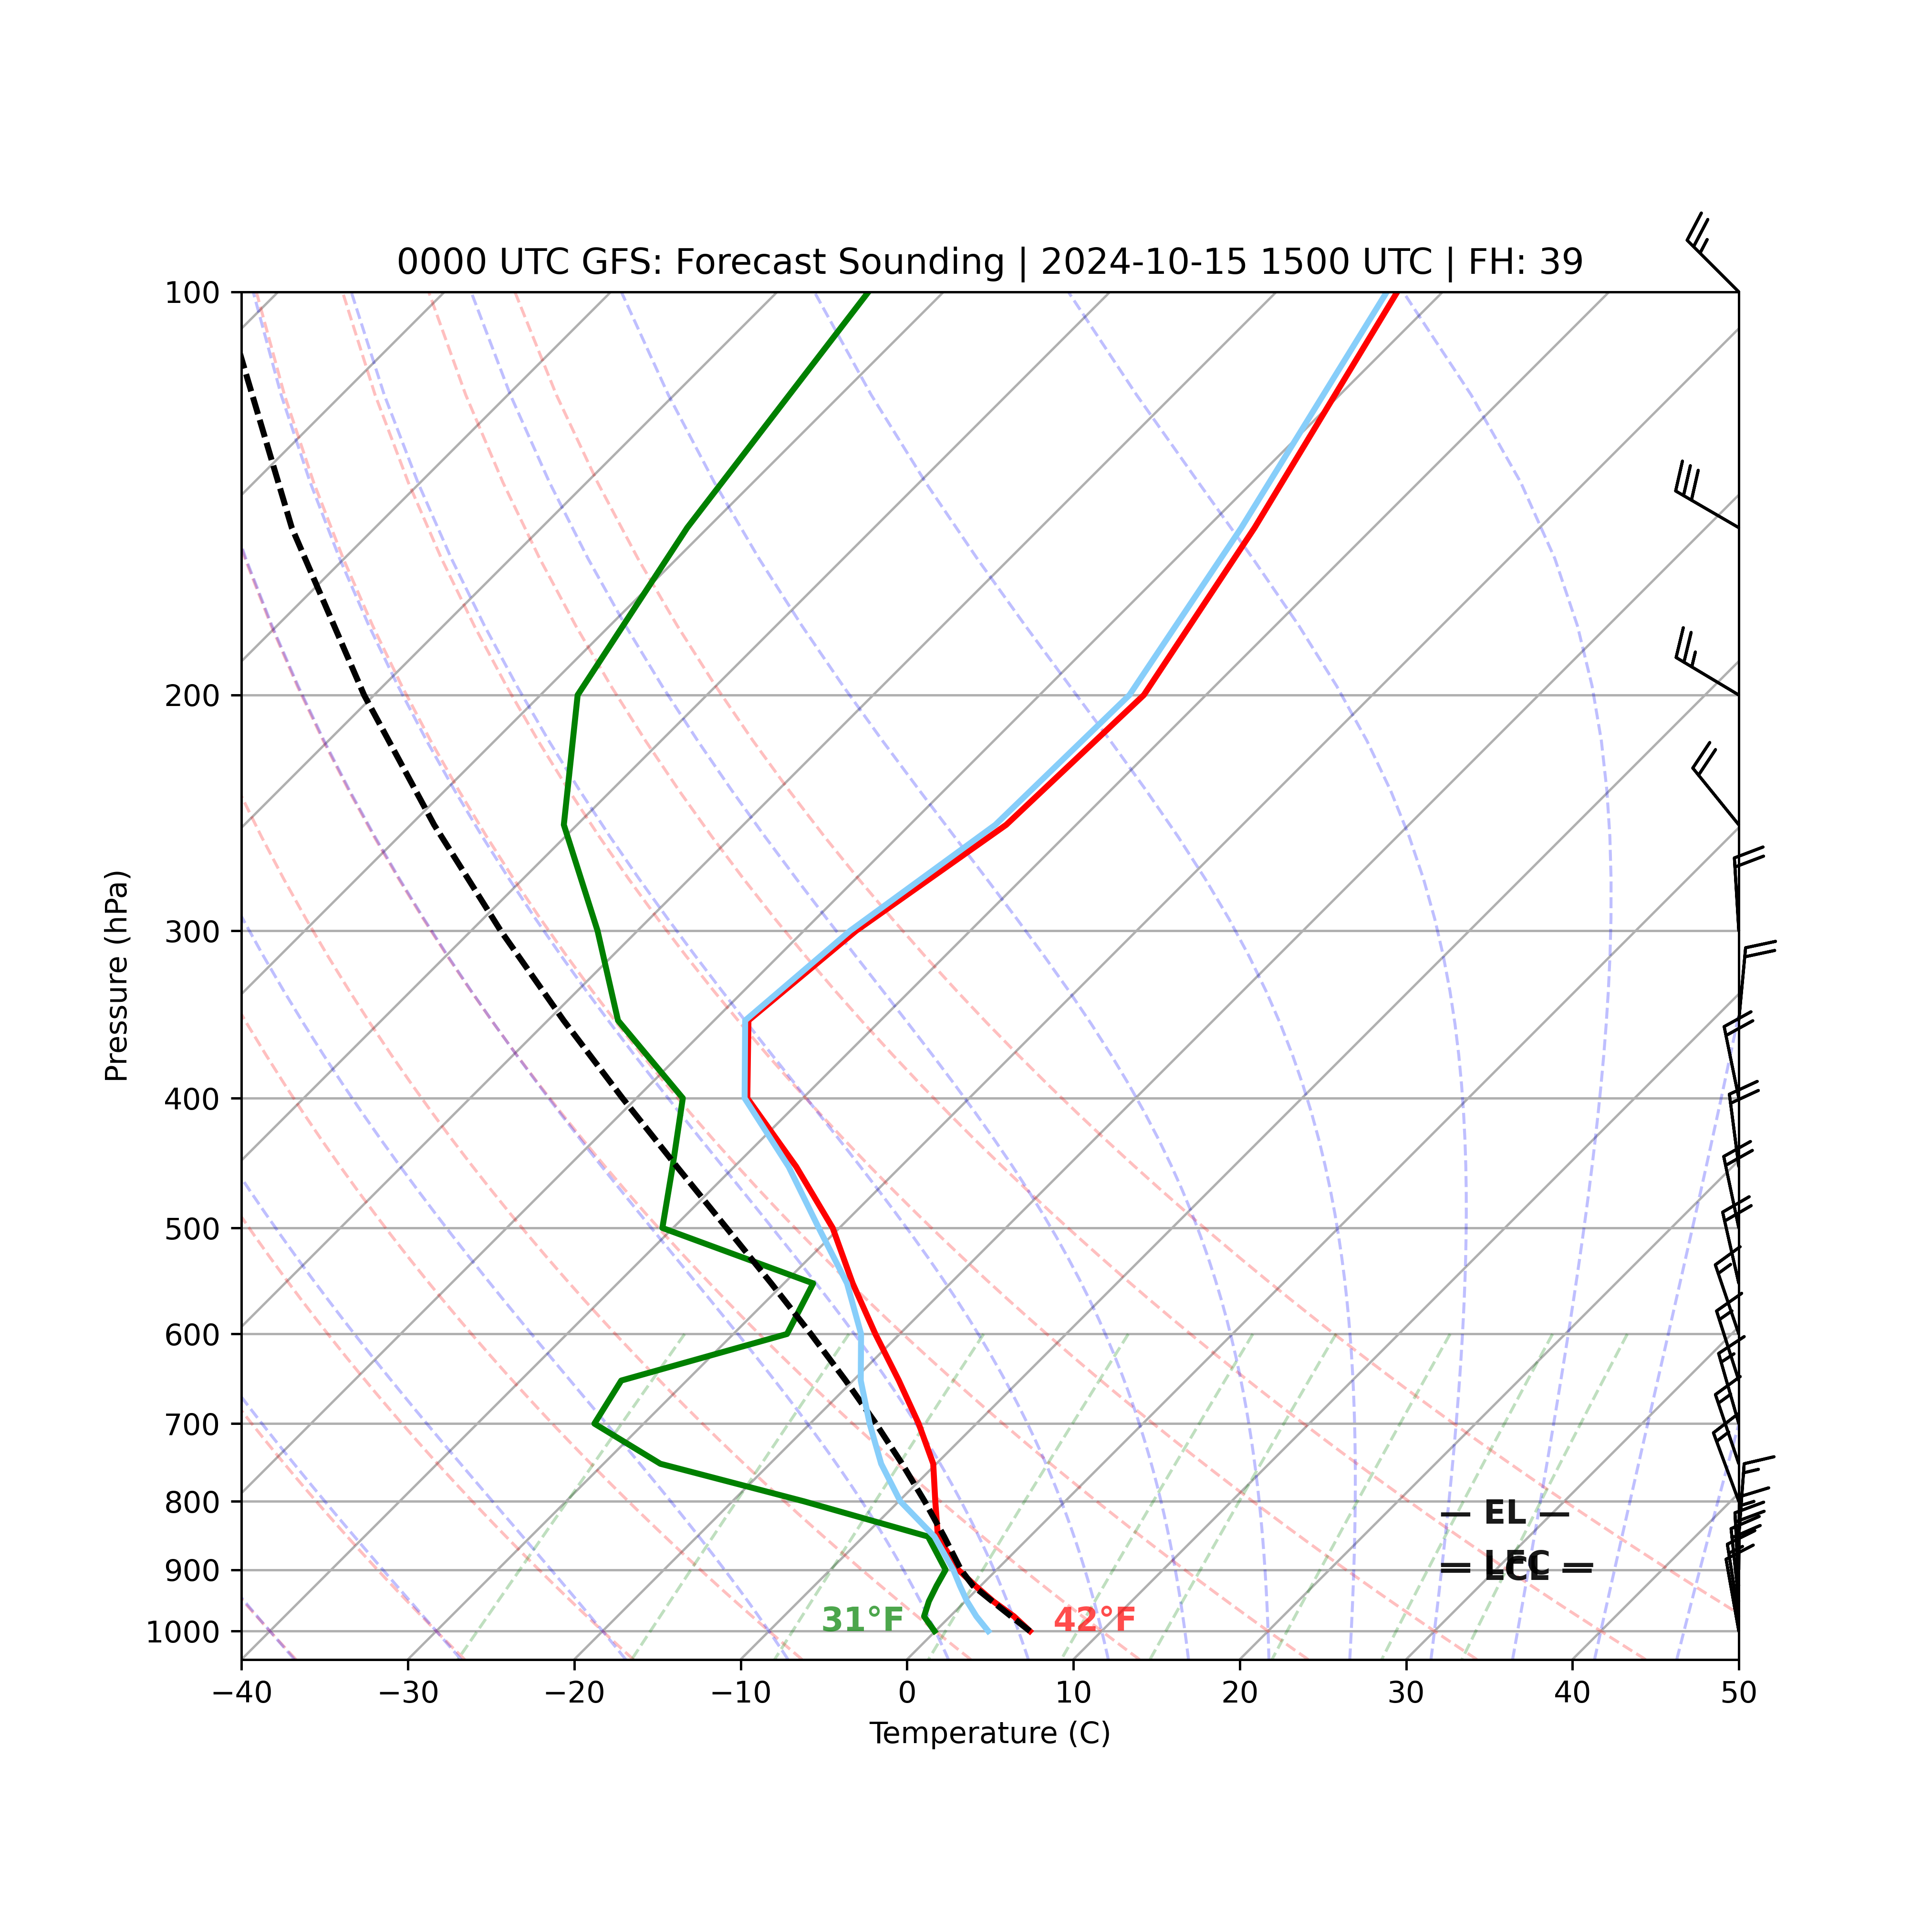 0000 UTC GFS: Forecast Sounding | 2024-10-15 1500 UTC | FH: 39
100
200
300
400
500
600
700
800
900
1000
Pressure (hPa)
— EL —
31°F
42°F
−40 −30 −20 −10 0 10 20 30 40 50
Temperature (C)